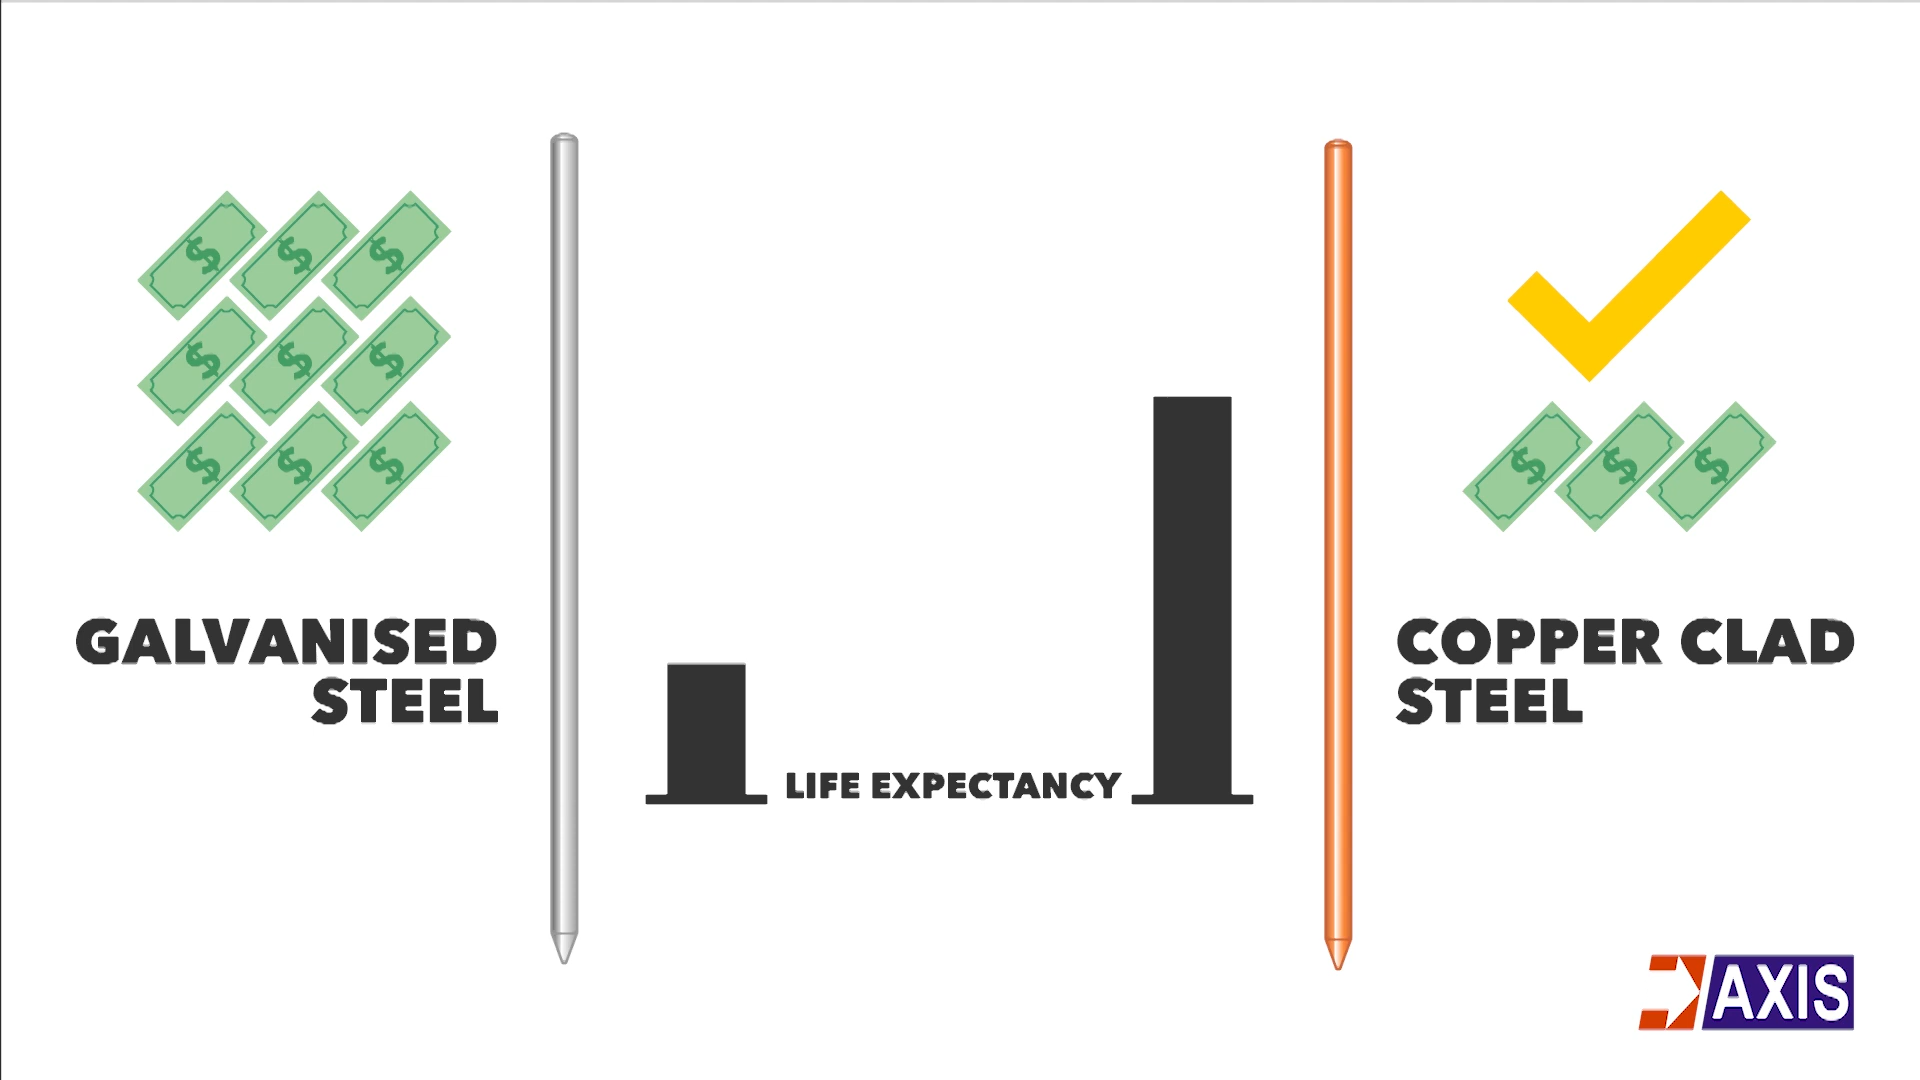 GALVANISED
STEEL
LIFE EXPECTANCY
COPPER CLAD
STEEL
AXIS